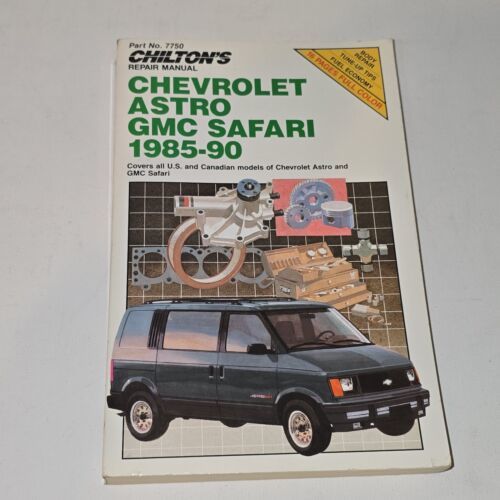 Part No. 7750
CHILTON'S
REPAIR MANUAL
BODY
REPAIR
TUNE-UP TIPS
FUEL ECONOMY
16 PAGES FULL COLOR
CHEVROLET
ASTRO
GMC SAFARI
1985-90
Covers all U.S. and Canadian models of Chevrolet Astro and
GMC Safari